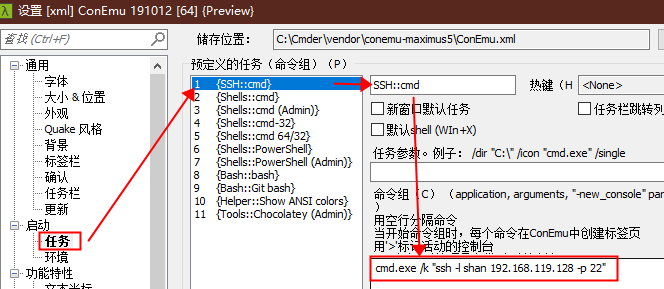 设置 [xml] ConEmu 191012 [64] {Preview}
查找 (Ctrl+F)
储存位置： C:\Cmder\vendor\conemu-maximus5\ConEmu.xml
通用
字体
大小 & 位置
外观
Quake 风格
背景
标签栏
确认
任务栏
更新
启动
任务
环境
功能特性
预定义的任务（命令组）（P）
1 {SSH::cmd}
2 {Shells::cmd}
3 {Shells::cmd (Admin)}
4 {Shells::cmd-32}
5 {Shells::cmd 64/32}
6 {Shells::PowerShell}
7 {Shells::PowerShell (Admin)}
8 {Bash::bash}
9 {Bash::Git bash}
10 {Helper::Show ANSI colors}
11 {Tools::Chocolatey (Admin)}
SSH::cmd
热键（H <None>
新窗口默认任务
任务栏跳转列
默认shell (WIn+X)
任务参数。例子： /dir "C:\" /icon "cmd.exe" /single
命令组（C）(application, arguments, "-new_console" par
)
用空行分隔命令
当开始命令组时，每个命令在ConEmu中创建标签页
用'>'标记活动的控制台
cmd.exe /k "ssh -l shan 192.168.119.128 -p 22"